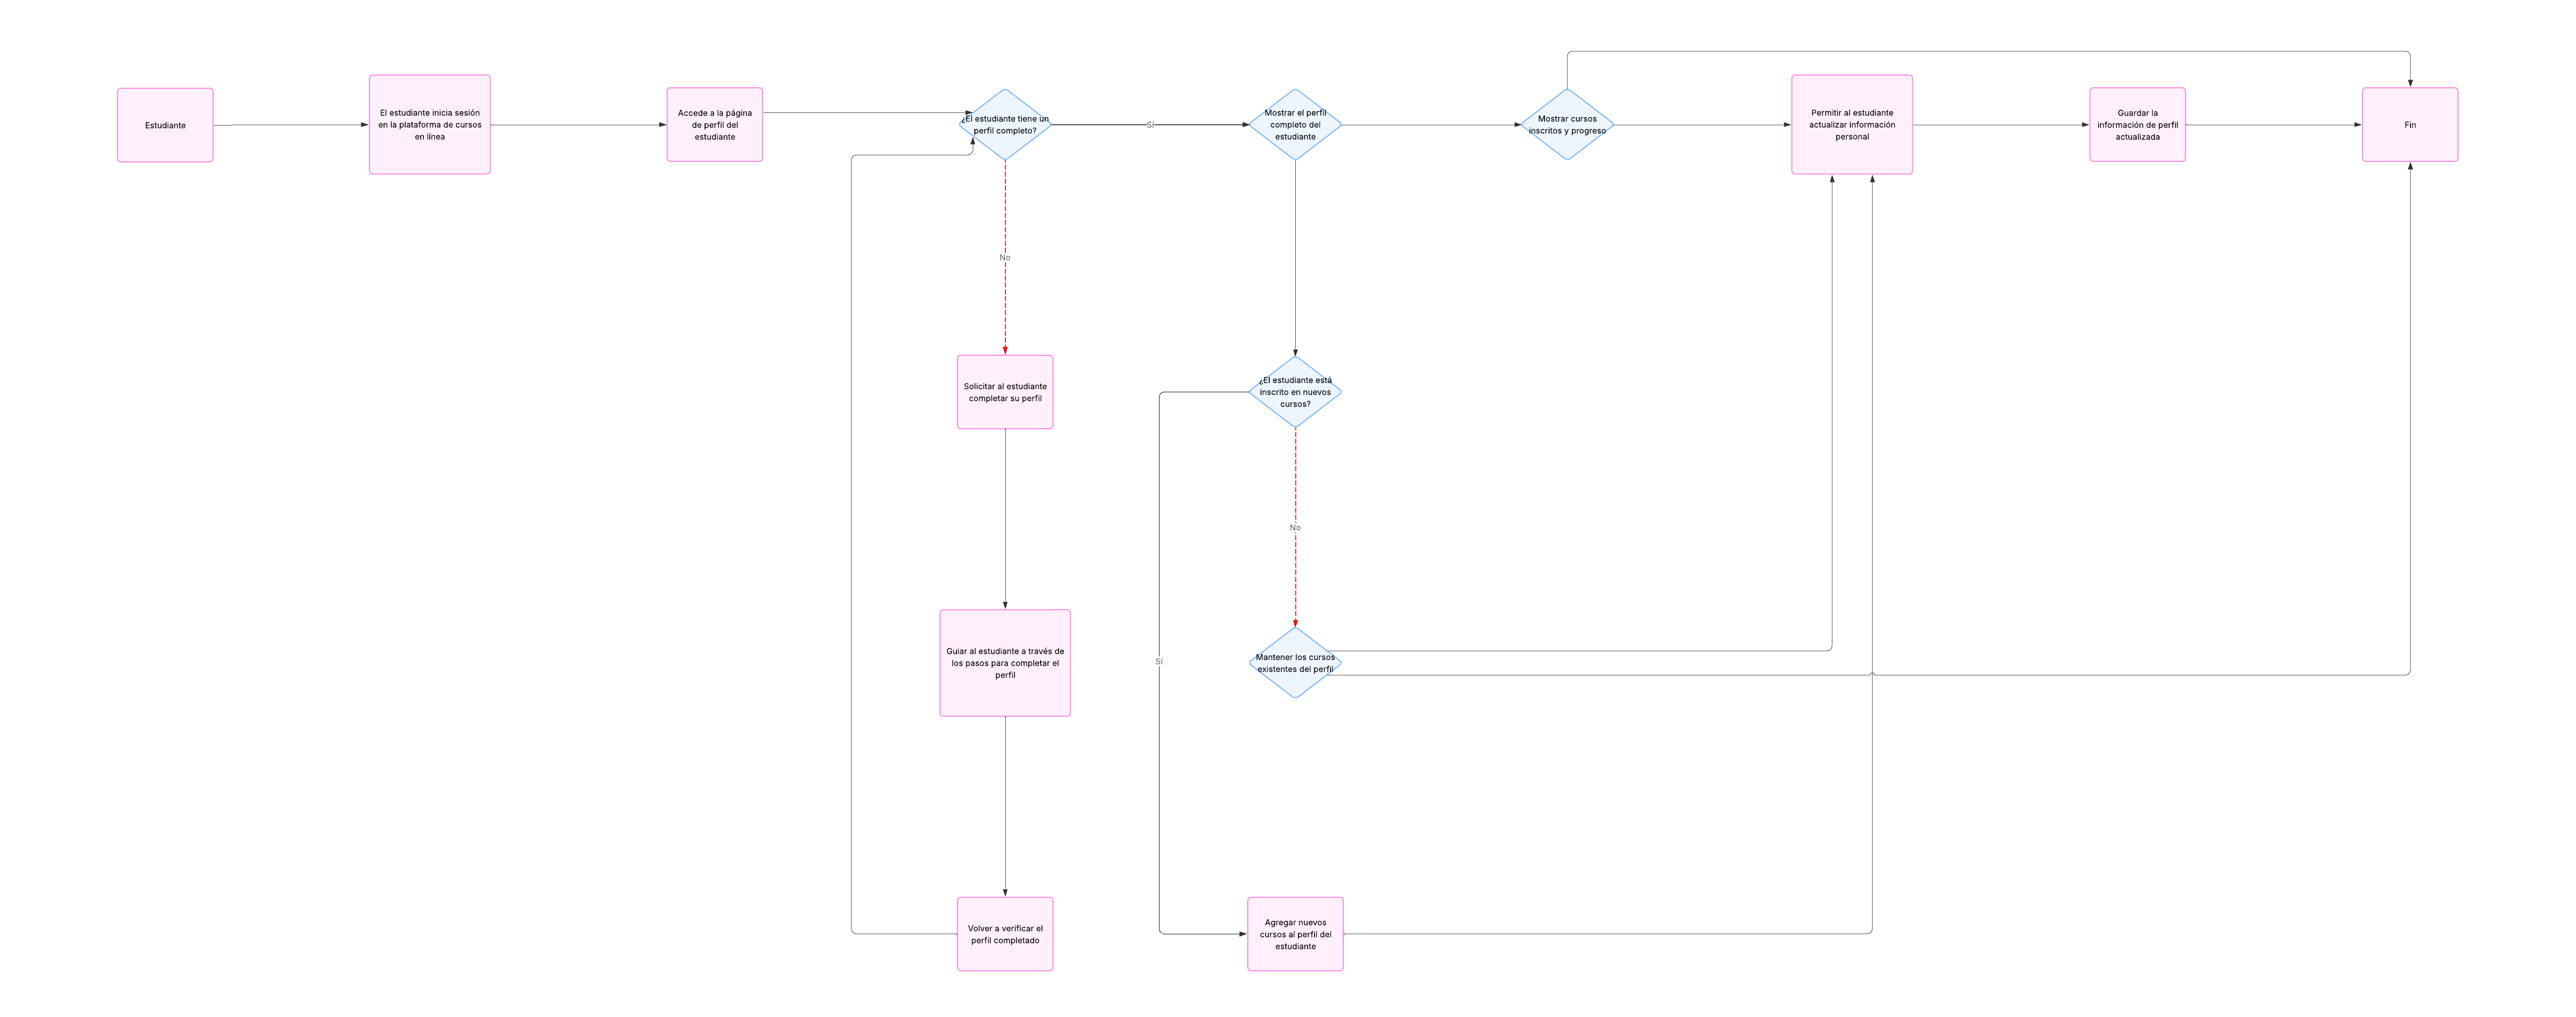 Estudiante
El estudiante inicia sesión
en la plataforma de cursos
en línea
Accede a la página
de perfil del
estudiante
¿El estudiante tiene un
perfil completo?
Sí
Mostrar el perfil
completo del
estudiante
Mostrar cursos
inscritos y progreso
Permitir al estudiante
actualizar información
personal
Guardar la
información de perfil
actualizada
Fin
No
Solicitar al estudiante
completar su perfil
¿El estudiante está
inscrito en nuevos
cursos?
No
Guiar al estudiante a través de
los pasos para completar el
perfil
Sí
Mantener los cursos
existentes del perfil
Volver a verificar el
perfil completado
Agregar nuevos
cursos al perfil del
estudiante